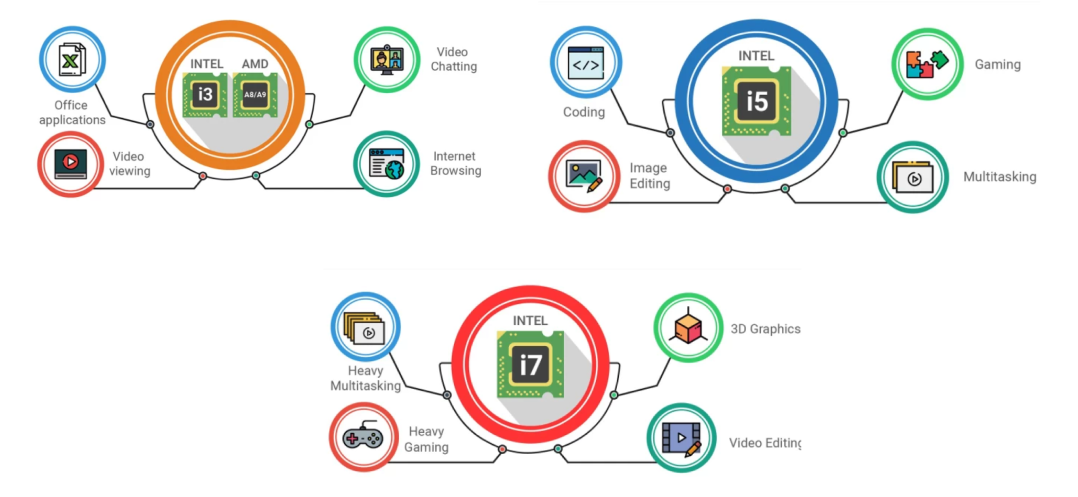 INTEL AMD
i3 A8/A9
Office
applications
Video
viewing
Video
Chatting
Internet
Browsing
INTEL
i5
Coding
Image
Editing
Gaming
Multitasking
INTEL
i7
Heavy
Multitasking
Heavy
Gaming
3D Graphics
Video Editing